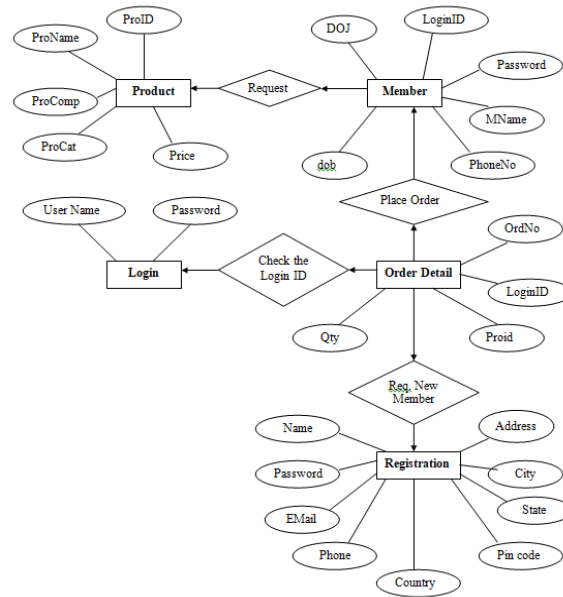 ProID
DOJ
LoginID
ProName
Password
Product
Request
Member
ProComp
MName
ProCat
Price
dob
PhoneNo
Place Order
User Name
Password
OrdNo
Check the
Login ID
Login
Order Detail
LoginID
Qty
Proid
Req. New
Member
Name
Address
Registration
Password
City
State
EMail
Phone
Pin code
Country